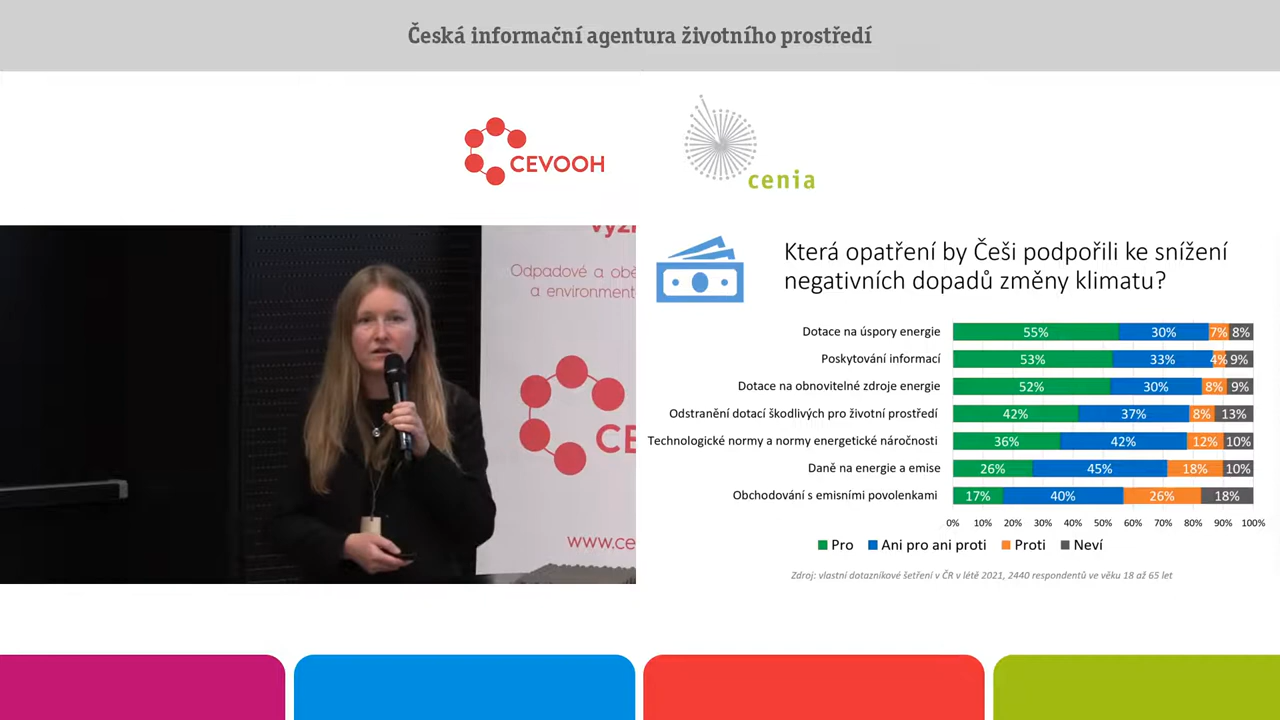 Česká informační agentura životního prostředí
CEVOOH
cenia
Odpadové a obě
a environment
CE
www.ce
Která opatření by Češi podpořili ke snížení
negativních dopadů změny klimatu?
Dotace na úspory energie 55% 30% 7% 8%
Poskytování informací 53% 33% 4% 9%
Dotace na obnovitelné zdroje energie 52% 30% 8% 9%
Odstranění dotací škodlivých pro životní prostředí 42% 37% 8% 13%
Technologické normy a normy energetické náročnosti 36% 42% 12% 10%
Daně na energie a emise 26% 45% 18% 10%
Obchodování s emisními povolenkami 17% 40% 26% 18%
0% 10% 20% 30% 40% 50% 60% 70% 80% 90% 100%
Pro Ani pro ani proti Proti Neví
Zdroj: vlastní dotazníkové šetření v ČR v létě 2021, 2440 respondentů ve věku 18 až 65 let